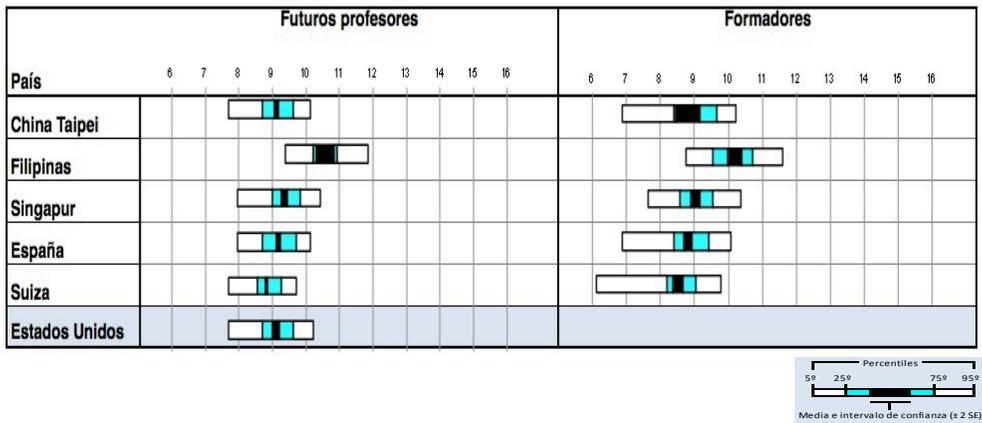 Futuros profesores Formadores
País 6 7 8 9 10 11 12 13 14 15 16 6 7 8 9 10 11 12 13 14 15 16
China Taipei
Filipinas
Singapur
España
Suiza
Estados Unidos
Percentiles
5º 25º 75º 95º
Media e intervalo de confianza (± 2 SE)